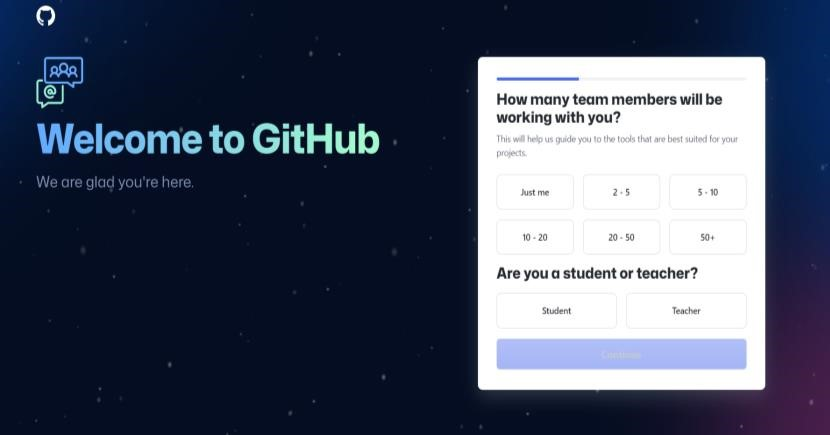 Welcome to GitHub
We are glad you're here.
How many team members will be
working with you?
This will help us guide you to the tools that are best suited for your
projects.
Just me
2 - 5
5 - 10
10 - 20
20 - 50
50+
Are you a student or teacher?
Student
Teacher
Continue